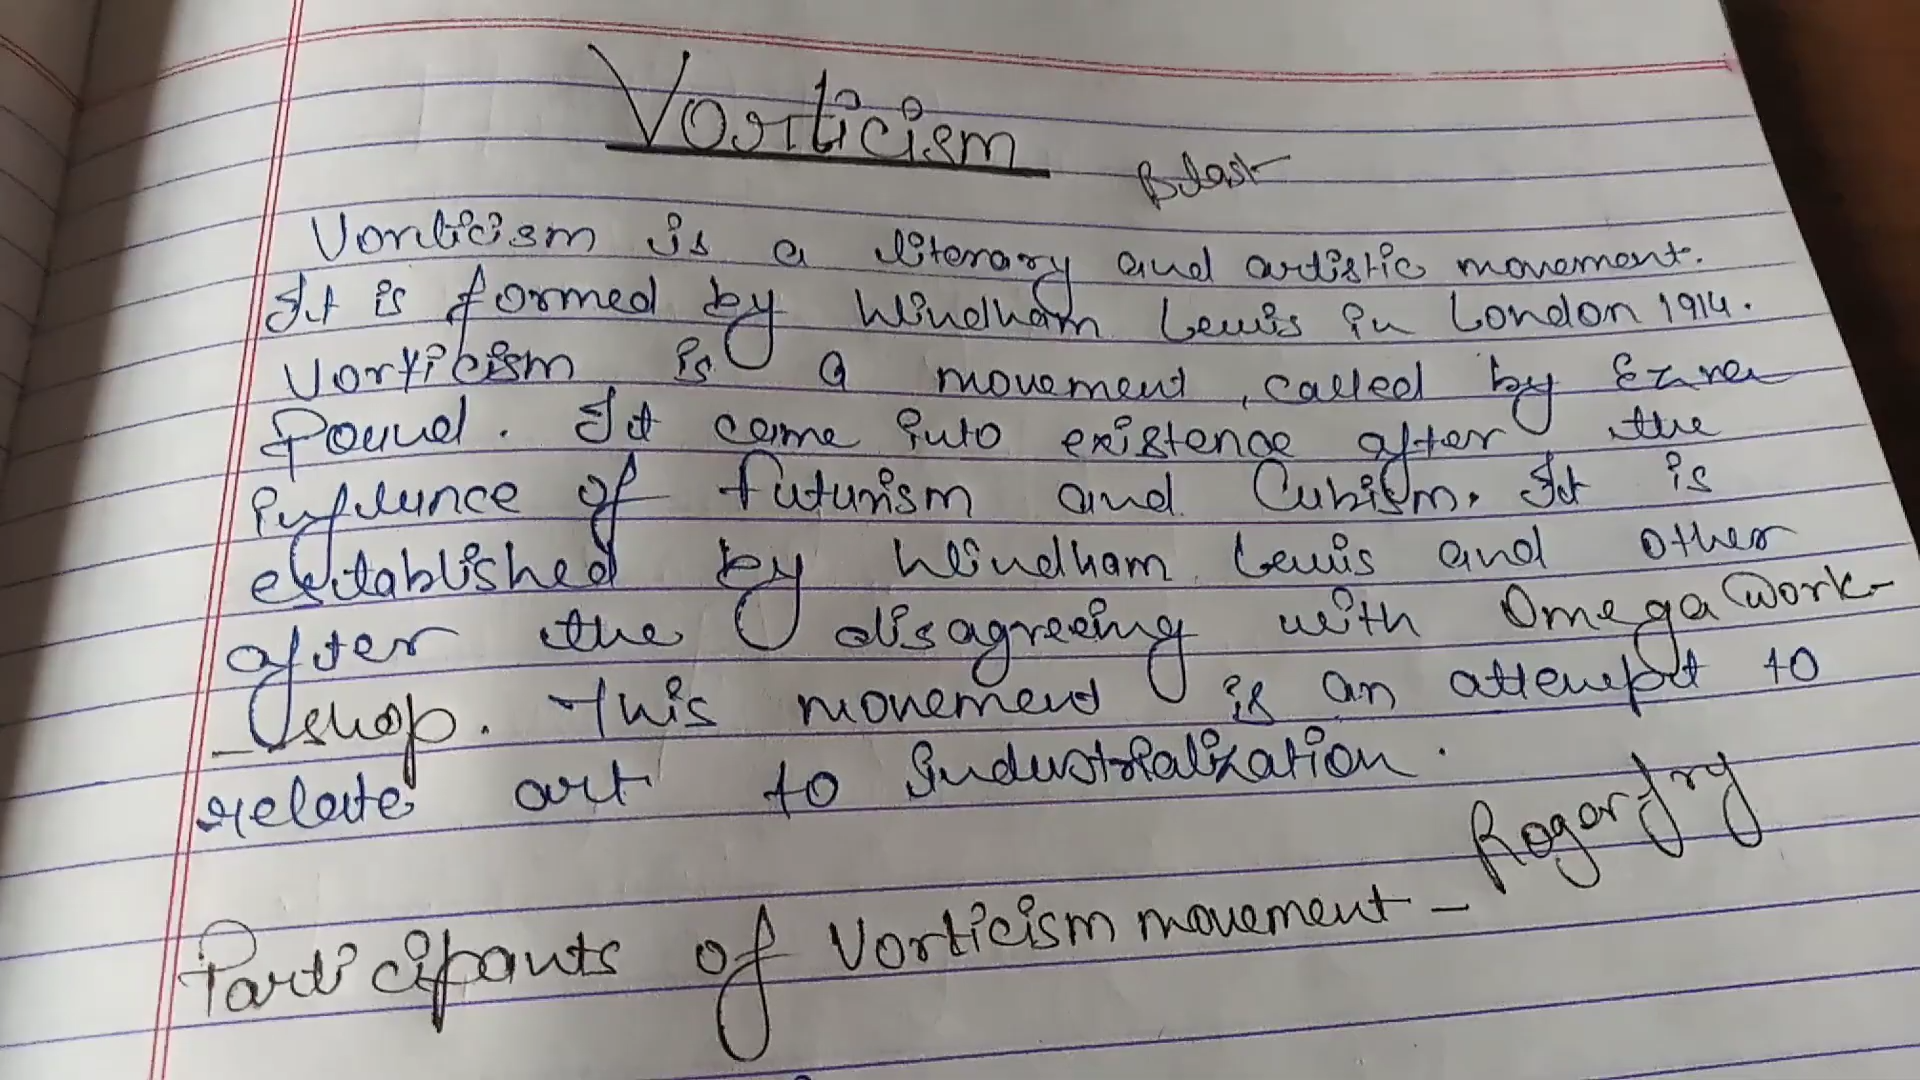 Vorticism
Blast
Vorticism is a literary and artistic movement.
It is formed by Windham Lewis in London 1914.
Vorticism is a movement, called by Ezra
Pound. It came into existence after the
influnce of futurism and Cubism. It is
established by Windham Lewis and other
after the disagreeing with Omega Work-
shop. This movement is an attempt to
relate art to Industrialization.
Roger fry
Participants of Vorticism movement -